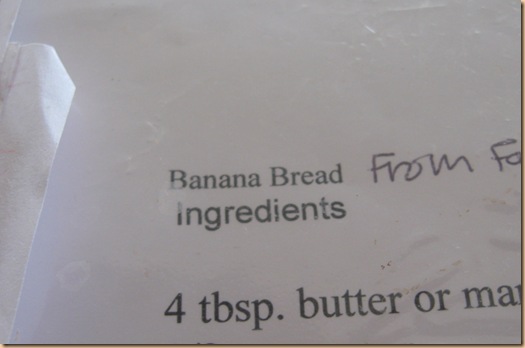 Banana Bread From
Ingredients
4 tbsp. butter or